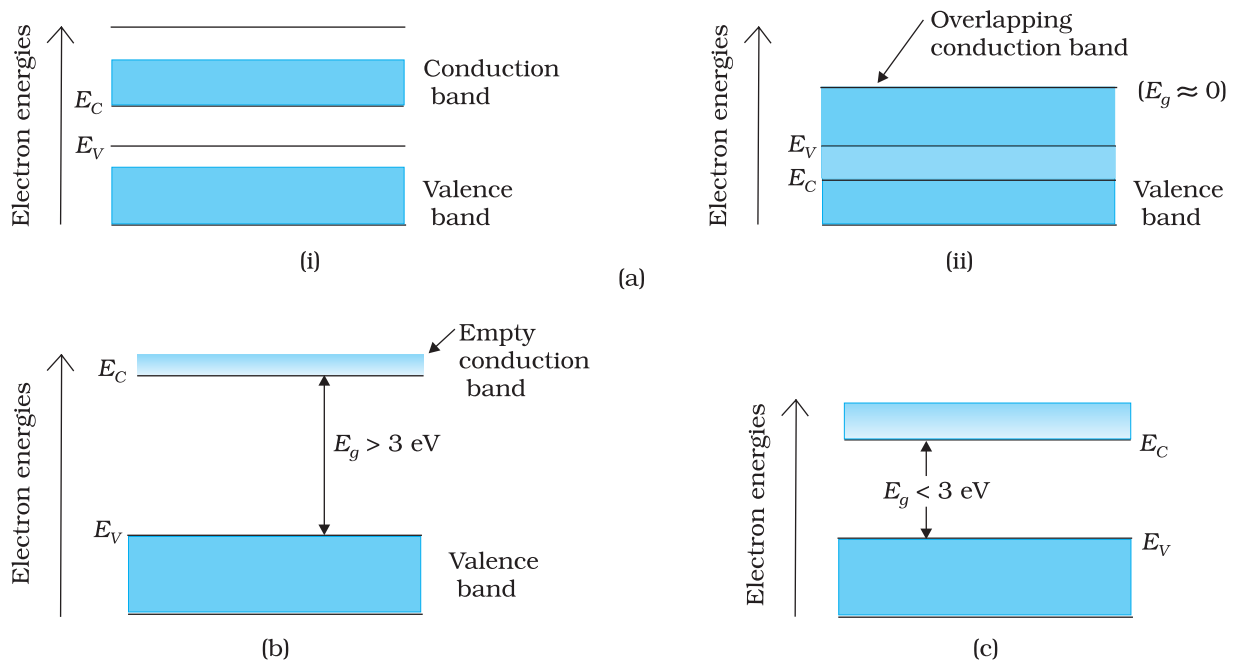 Electron energies
Conduction
band
E_C
E_V
Valence
band
(i)
Electron energies
Overlapping
conduction band
(E_g ≈ 0)
E_V
E_C
Valence
band
(ii)
(a)
Electron energies
Empty
conduction
band
E_C
E_g > 3 eV
E_V
Valence
band
(b)
Electron energies
E_C
E_g < 3 eV
E_V
(c)